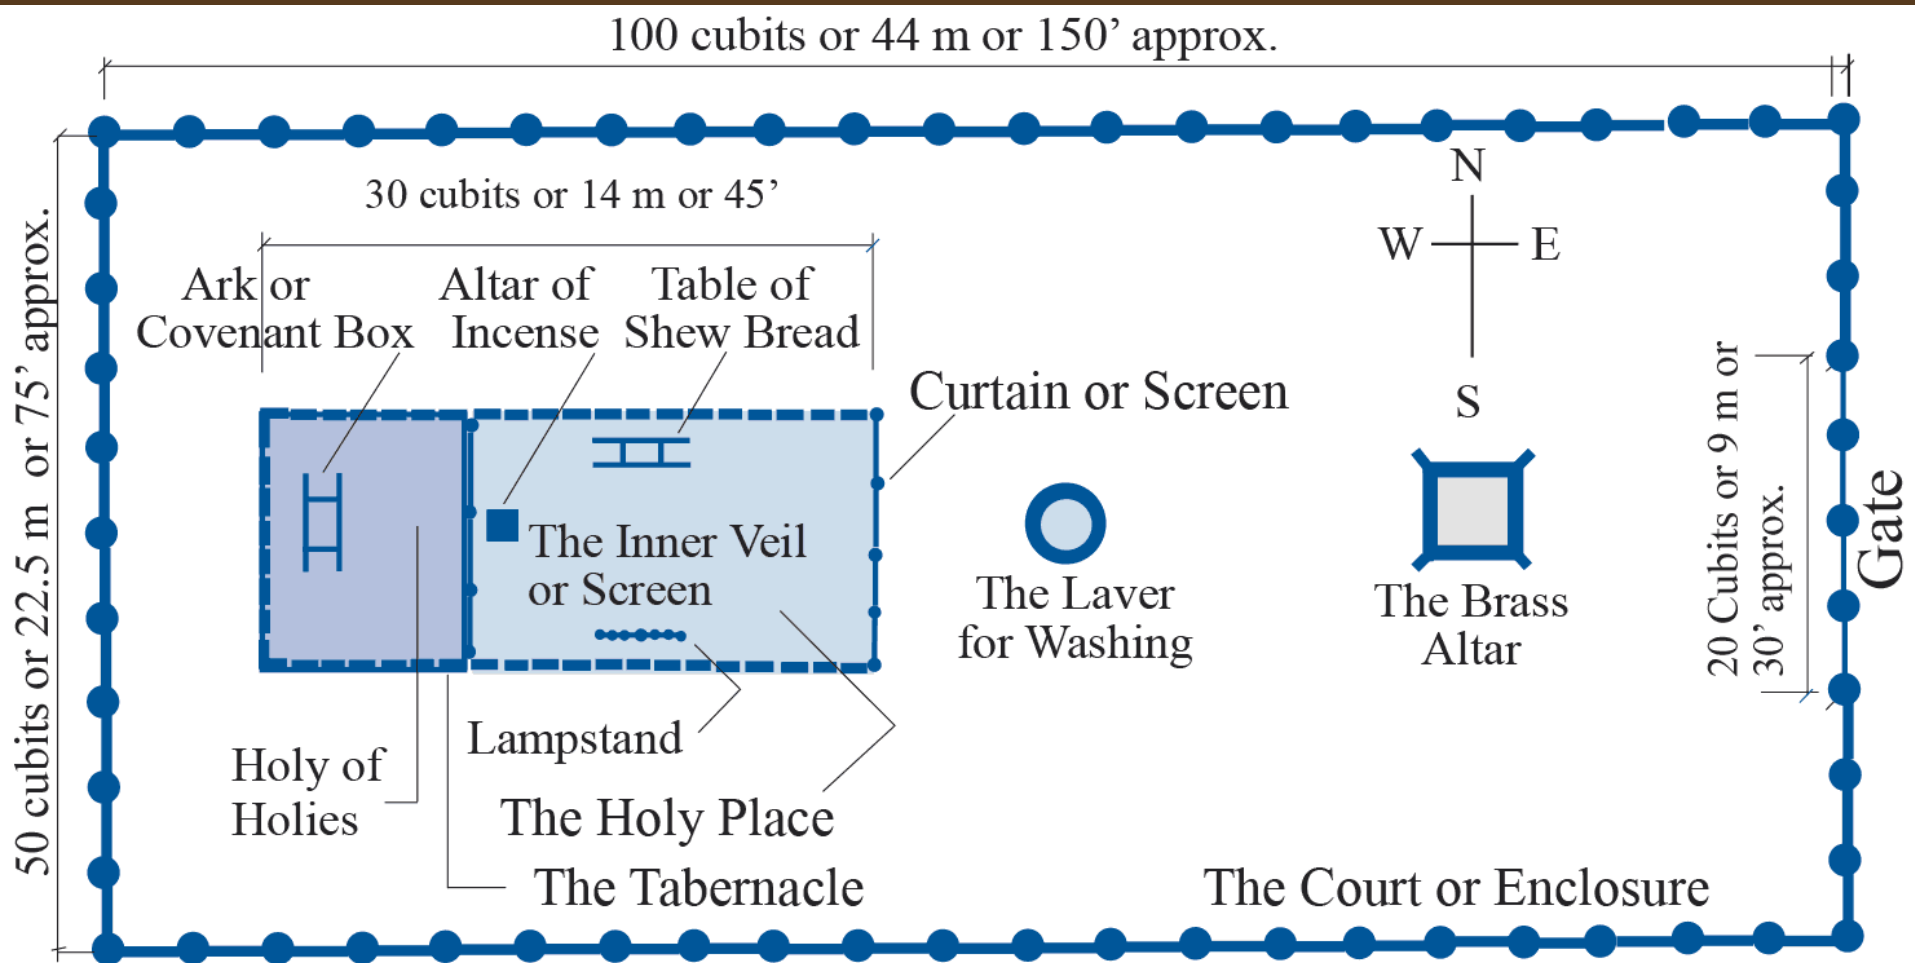 100 cubits or 44 m or 150’ approx.
30 cubits or 14 m or 45’
N
W
E
S
Ark or
Covenant Box
Altar of
Incense
Table of
Shew Bread
Curtain or Screen
50 cubits or 22.5 m or 75’ approx.
20 Cubits or 9 m or
30’ approx.
Gate
The Inner Veil
or Screen
The Laver
for Washing
The Brass
Altar
Lampstand
Holy of
Holies
The Holy Place
The Tabernacle
The Court or Enclosure